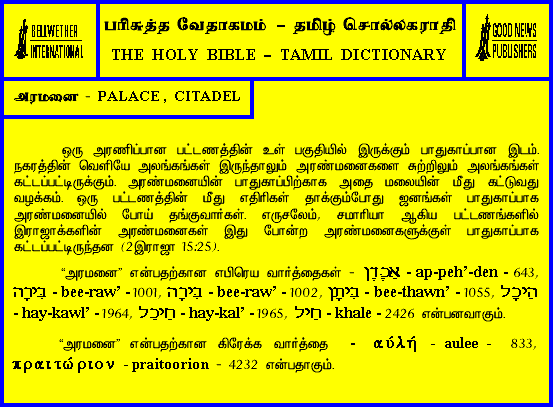 BELLWETHER
INTERNATIONAL
பரிசுத்த வேதாகமம் – தமிழ் சொல்லகராதி
THE HOLY BIBLE – TAMIL DICTIONARY
GOOD NEWS
PUBLISHERS
அரமனை - PALACE, CITADEL
ஒரு அரணிப்பான பட்டணத்தின் உள் பகுதியில் இருக்கும் பாதுகாப்பான இடம்.
நகரத்தின் வெளியே அலங்கங்கள் இருந்தாலும் அரண்மனைகளை சுற்றிலும் அலங்கங்கள்
கட்டப்பட்டிருக்கும். அரண்மனையின் பாதுகாப்பிற்காக அதை மலையின் மீது கட்டுவது
வழக்கம். ஒரு பட்டணத்தின் மீது எதிரிகள் தாக்கும்போது ஜனங்கள் பாதுகாப்பாக
அரண்மனையில் போய் தங்குவார்கள். எருசலேம், சமாரியா ஆகிய பட்டணங்களில்
இராஜாக்களின் அரண்மனைகள் இது போன்ற அரண்மனைகளுக்குள் பாதுகாப்பாக
கட்டப்பட்டிருந்தன (2இராஜா 15:25).
“அரமனை” என்பதற்கான எபிரெய வார்த்தைகள் - אַפֶּדֶן - ap-peh’-den - 643,
בִּירָה - bee-raw’ - 1001, בִּירָה - bee-raw’ - 1002, בִּיתָן - bee-thawn’ - 1055, הֵיכָל
- hay-kawl’ - 1964, הֵיכַל - hay-kal’ - 1965, חַיִל - khale - 2426 என்பனவாகும்.
“அரமனை” என்பதற்கான கிரேக்க வார்த்தை - αὐλή - aulee - 833,
πραιτώριον - praitoorion - 4232 என்பதாகும்.